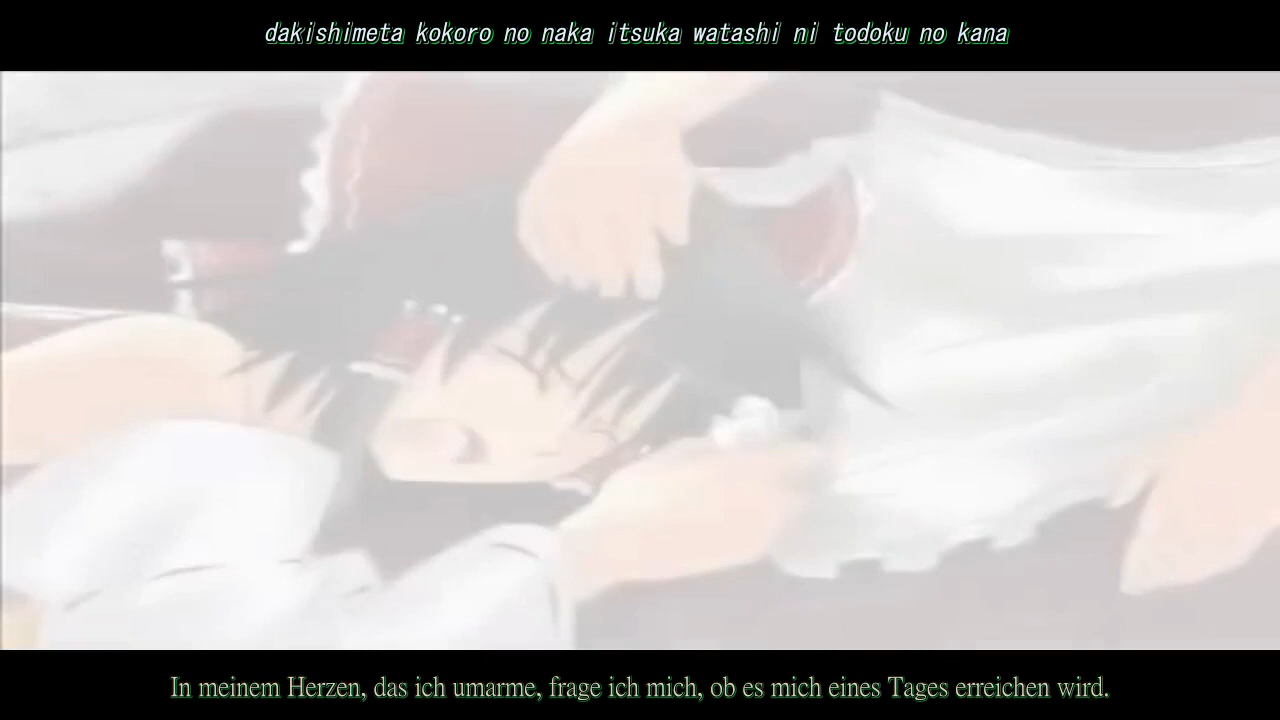 dakishimeta kokoro no naka itsuka watashi ni todoku no kana
In meinem Herzen, das ich umarme, frage ich mich, ob es mich eines Tages erreichen wird.